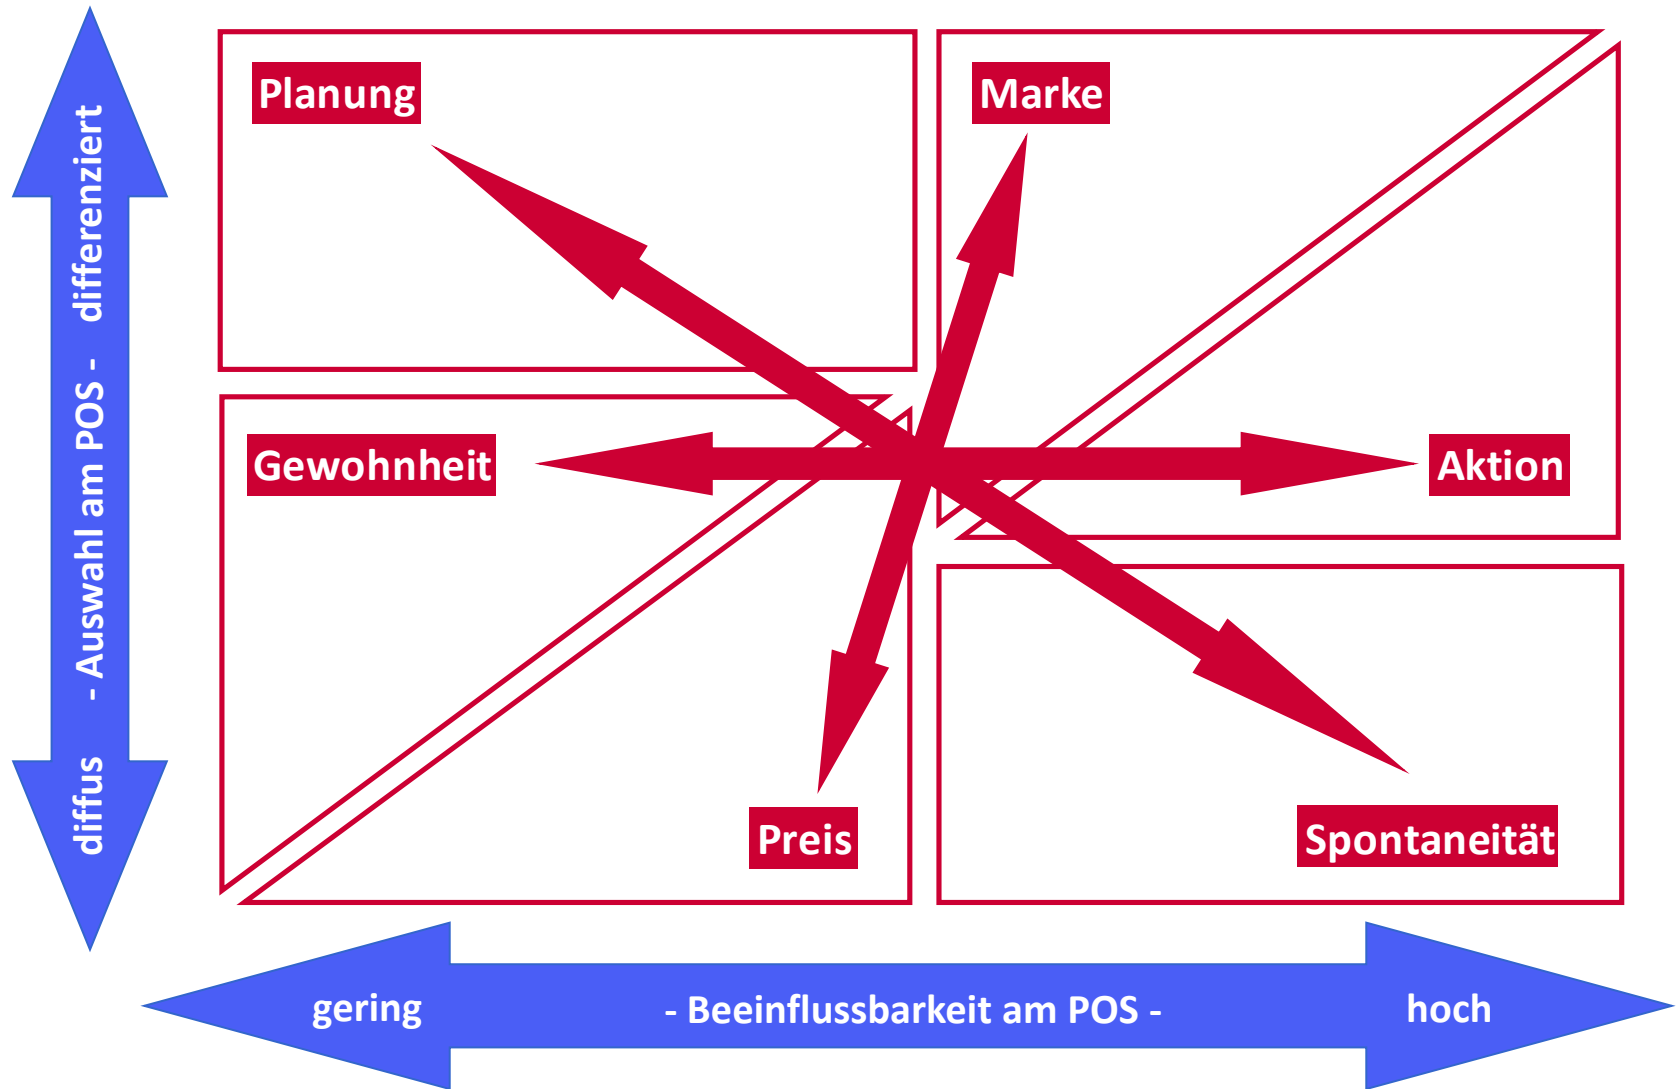 Planung
Marke
Gewohnheit
Aktion
Preis
Spontaneität
diffus - Auswahl am POS - differenziert
gering - Beeinflussbarkeit am POS - hoch